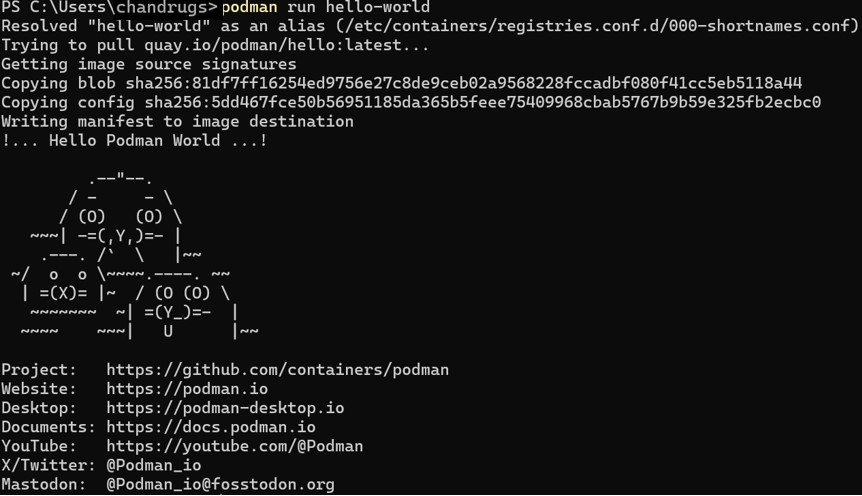 PS C:\Users\chandrugs> podman run hello-world
Resolved "hello-world" as an alias (/etc/containers/registries.conf.d/000-shortnames.conf)
Trying to pull quay.io/podman/hello:latest...
Getting image source signatures
Copying blob sha256:81df7ff16254ed9756e27c8de9ceb02a9568228fccadbf080f41cc5eb5118a44
Copying config sha256:5dd467fce50b56951185da365b5feee75409968cbab5767b9b59e325fb2ecbc0
Writing manifest to image destination
!... Hello Podman World ...!

         .--"--.
       / -     - \
      / (O)   (O) \
   ~~~| -=(,Y,)=- |
    .---. /`  \   |~~
 ~/  o  o \~~~~.----. ~~
  | =(X)= |~  / (O (O) \
   ~~~~~~~  ~| =(Y_)=-  |
  ~~~~    ~~~|   U      |~~

Project:   https://github.com/containers/podman
Website:   https://podman.io
Desktop:   https://podman-desktop.io
Documents: https://docs.podman.io
YouTube:   https://youtube.com/@Podman
X/Twitter: @Podman_io
Mastodon:  @Podman_io@fosstodon.org